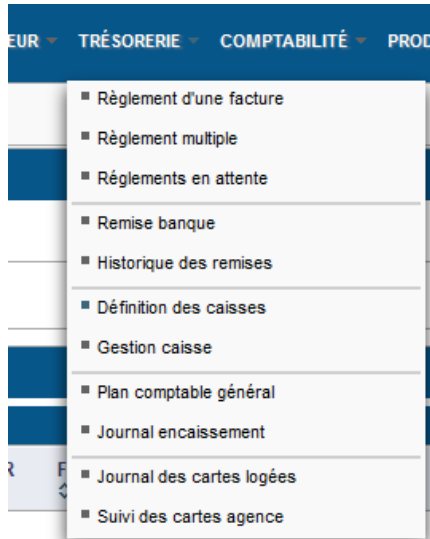 EUR TRÉSORERIE COMPTABILITÉ PROD
Règlement d'une facture
Règlement multiple
Réglements en attente
Remise banque
Historique des remises
Définition des caisses
Gestion caisse
Plan comptable général
Journal encaissement
R F
Journal des cartes logées
Suivi des cartes agence